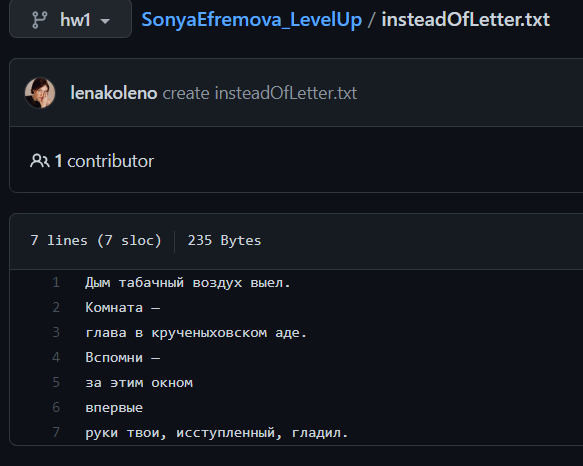 hw1 SonyaEfremova_LevelUp / insteadOfLetter.txt
lenakoleno create insteadOfLetter.txt
1 contributor
7 lines (7 sloc) 235 Bytes
1 Дым табачный воздух выел.
2 Комната —
3 глава в крученыховском аде.
4 Вспомни —
5 за этим окном
6 впервые
7 руки твои, исступленный, гладил.